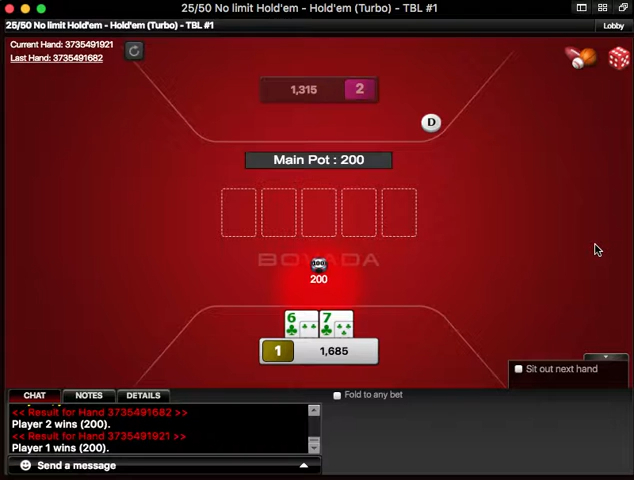 25/50 No limit Hold'em - Hold'em (Turbo) - TBL #1
25/50 No limit Hold'em - Hold'em (Turbo) - TBL #1
Lobby
Current Hand: 3735491921
Last Hand: 3735491682
1,315
2
D
Main Pot : 200
BOVADA
100
200
6
7
1
1,685
Sit out next hand
CHAT
NOTES
DETAILS
Fold to any bet
<< Result for Hand 3735491682 >>
Player 2 wins (200).
<< Result for Hand 3735491921 >>
Player 1 wins (200).
Send a message